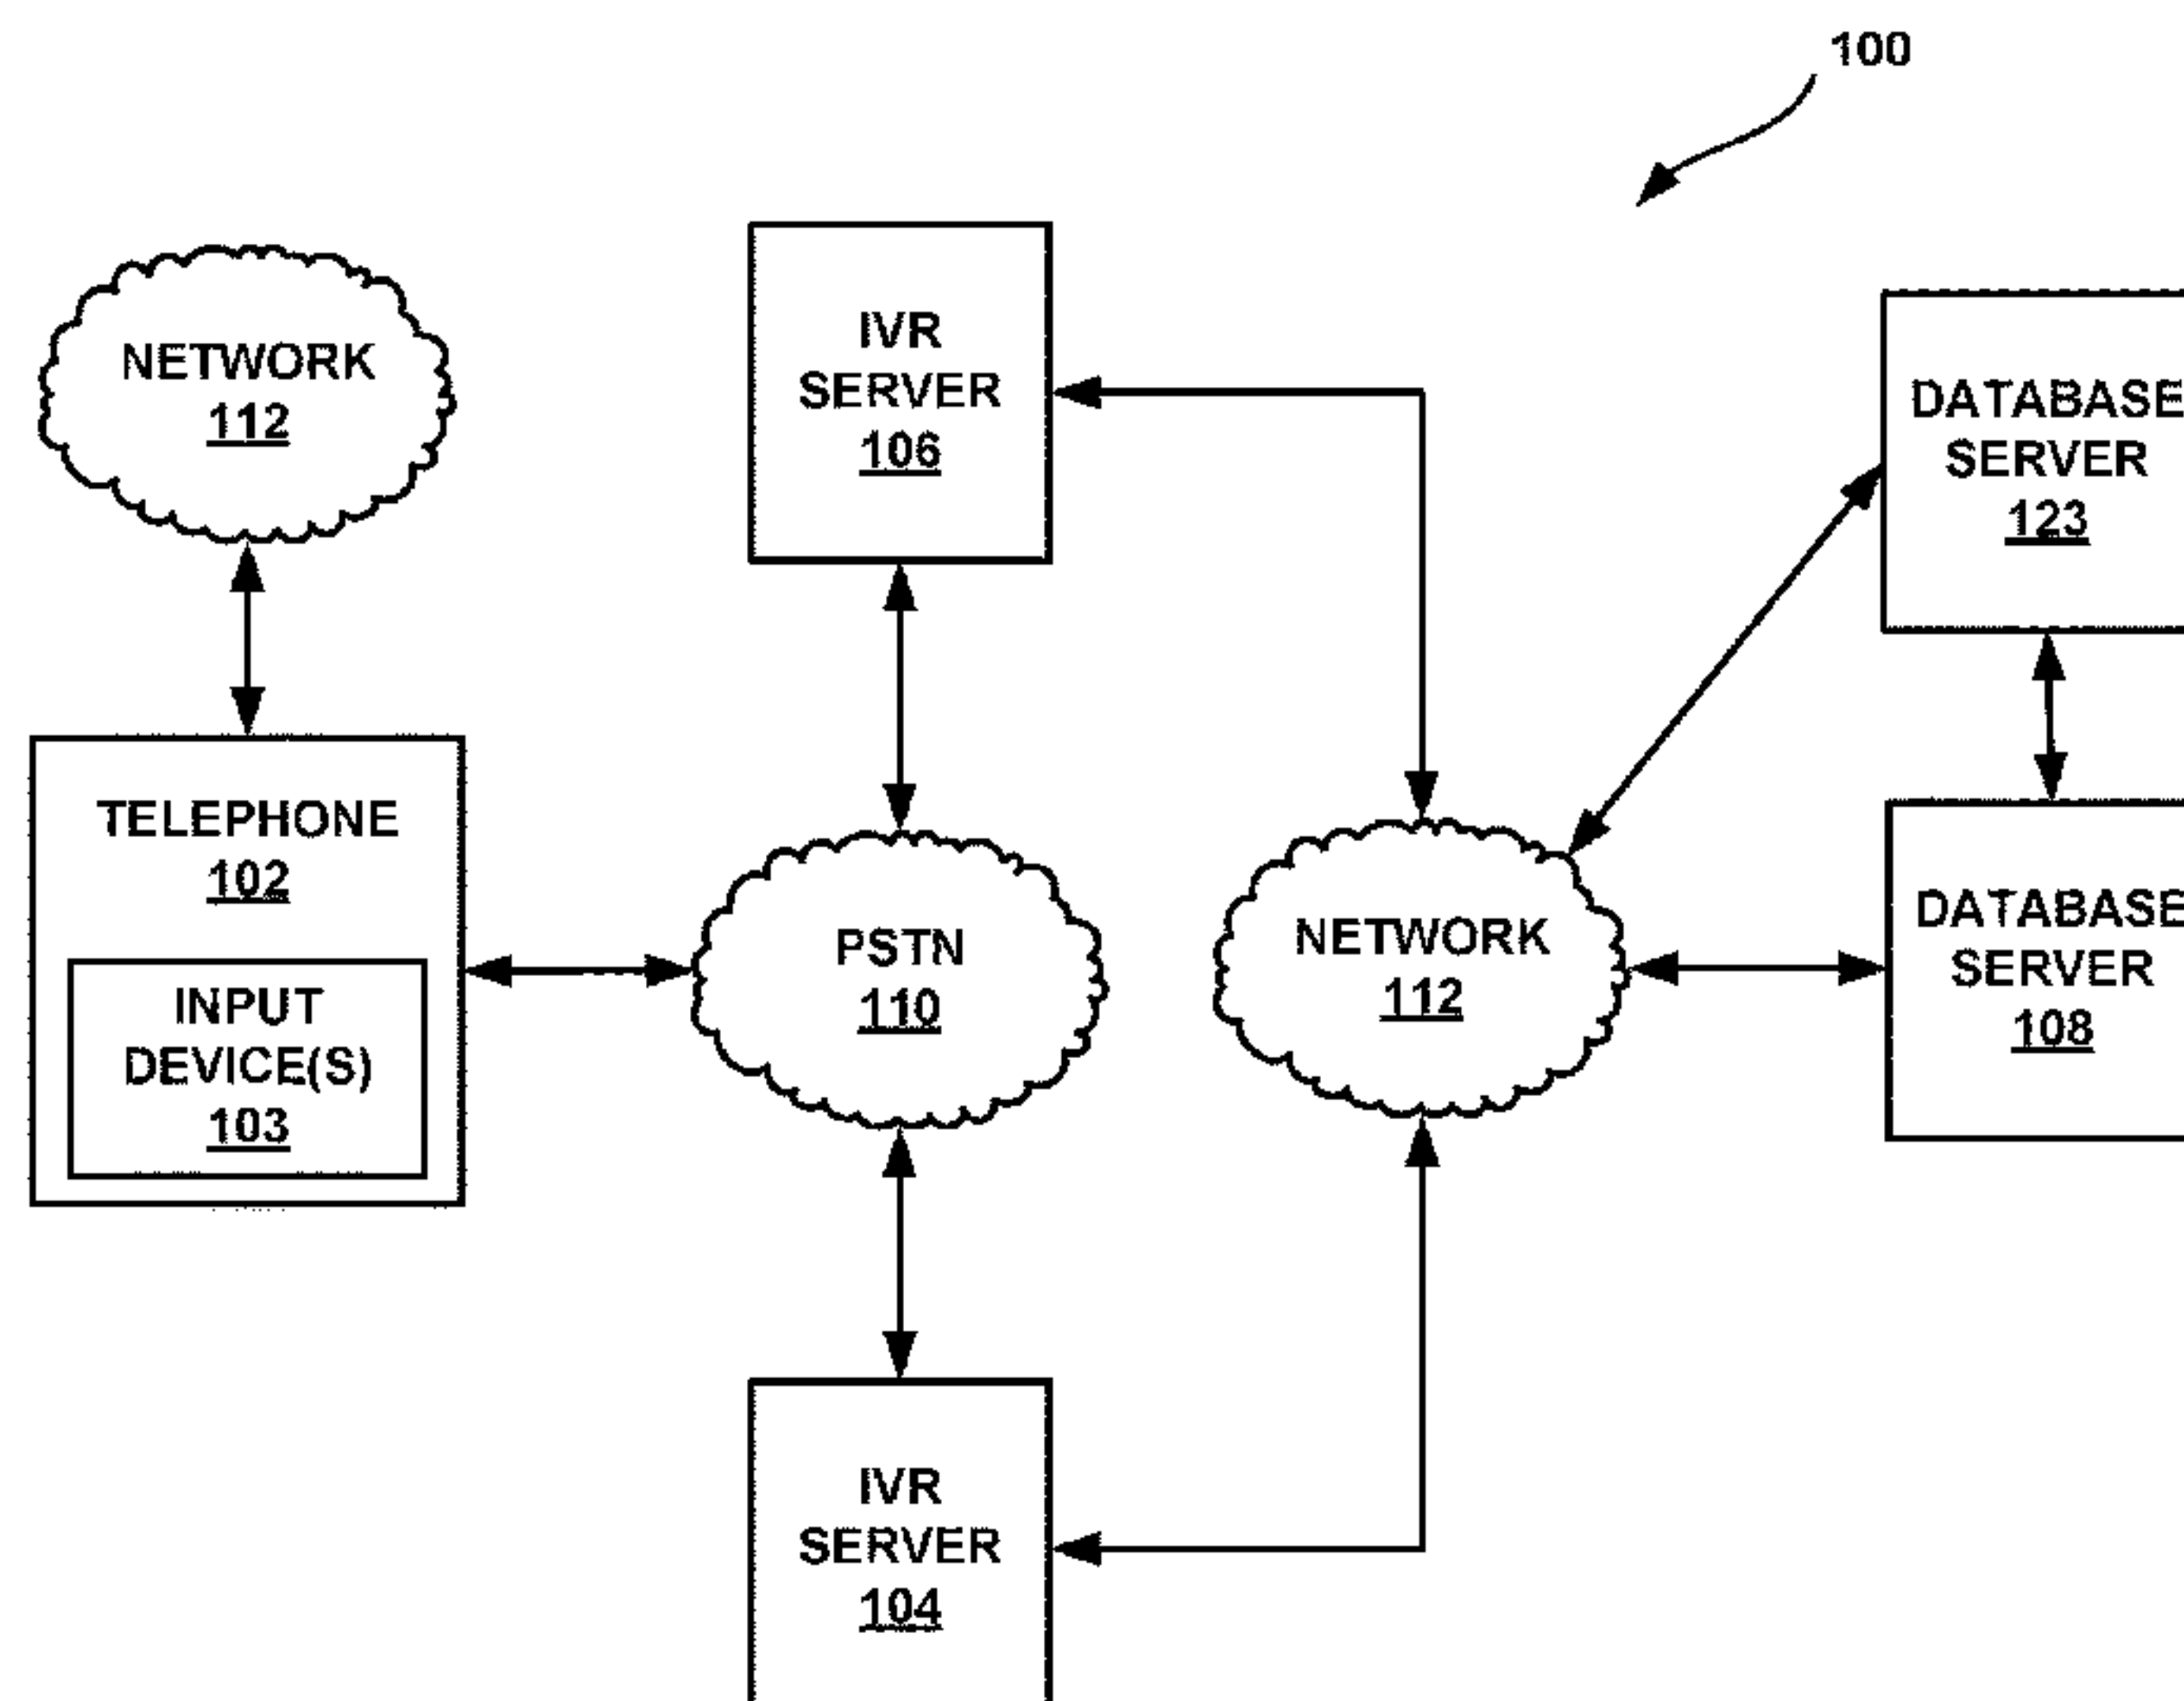 100
NETWORK
112
IVR
SERVER
106
DATABASE
SERVER
123
TELEPHONE
102
INPUT
DEVICE(S)
103
PSTN
110
NETWORK
112
DATABASE
SERVER
108
IVR
SERVER
104